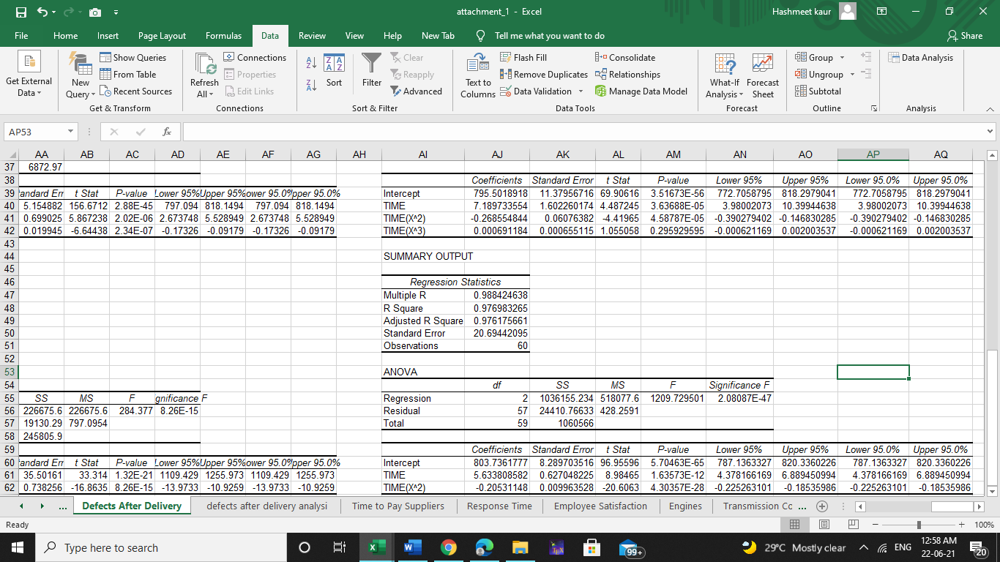 attachment_1 - Excel
Hashmeet kaur
File Home Insert Page Layout Formulas Data Review View Help New Tab Tell me what you want to do Share
Get External Data
New Query
Show Queries
From Table
Recent Sources
Get & Transform
Refresh All
Connections
Properties
Edit Links
Connections
Sort
Filter
Clear
Reapply
Advanced
Sort & Filter
Text to Columns
Flash Fill
Remove Duplicates
Data Validation
Consolidate
Relationships
Manage Data Model
Data Tools
What-If Analysis
Forecast Sheet
Forecast
Group
Ungroup
Subtotal
Outline
Data Analysis
Analysis
AP53 fx
AA AB AC AD AE AF AG AH AI AJ AK AL AM AN AO AP AQ
37 6872.97
38 Coefficients Standard Error t Stat P-value Lower 95% Upper 95% Lower 95.0% Upper 95.0%
39 tandard Err t Stat P-value Lower 95% Upper 95% ower 95.0% pper 95.0% Intercept 795.5018918 11.37956716 69.90616 3.51673E-56 772.7058795 818.2979041 772.7058795 818.2979041
40 5.154882 156.6712 2.88E-45 797.094 818.1494 797.094 818.1494 TIME 7.189733554 1.602260174 4.487245 3.63688E-05 3.98002073 10.39944638 3.98002073 10.39944638
41 0.699025 5.867238 2.02E-06 2.673748 5.528949 2.673748 5.528949 TIME(X^2) -0.268554844 0.06076382 -4.41965 4.58787E-05 -0.390279402 -0.146830285 -0.390279402 -0.146830285
42 0.019945 -6.64438 2.34E-07 -0.17326 -0.09179 -0.17326 -0.09179 TIME(X^3) 0.000691184 0.000655115 1.055058 0.295929595 -0.000621169 0.002003537 -0.000621169 0.002003537
43
44 SUMMARY OUTPUT
45
46 Regression Statistics
47 Multiple R 0.988424638
48 R Square 0.976983265
49 Adjusted R Square 0.976175661
50 Standard Error 20.69442095
51 Observations 60
52
53 ANOVA
54 df SS MS F Significance F
55 SS MS F gnificance F Regression 2 1036155.234 518077.6 1209.729501 2.08087E-47
56 226675.6 226675.6 284.377 8.26E-15 Residual 57 24410.76633 428.2591
57 19130.29 797.0954 Total 59 1060566
58 245805.9
59 Coefficients Standard Error t Stat P-value Lower 95% Upper 95% Lower 95.0% Upper 95.0%
60 tandard Err t Stat P-value Lower 95% Upper 95% ower 95.0% pper 95.0% Intercept 803.7361777 8.289703516 96.95596 5.70463E-65 787.1363327 820.3360226 787.1363327 820.3360226
61 35.50161 33.314 1.32E-21 1109.429 1255.973 1109.429 1255.973 TIME 5.633808582 0.627048225 8.98465 1.63573E-12 4.378166169 6.889450994 4.378166169 6.889450994
62 0.738256 -16.8635 8.26E-15 -13.9733 -10.9259 -13.9733 -10.9259 TIME(X^2) -0.20531148 0.009963528 -20.6063 4.30357E-28 -0.225263101 -0.18535986 -0.225263101 -0.18535986
... Defects After Delivery defects after delivery analysi Time to Pay Suppliers Response Time Employee Satisfaction Engines Transmission Cc ...
Ready 100%
Type here to search
99+
29°C Mostly clear
ENG
12:58 AM
22-06-21
20